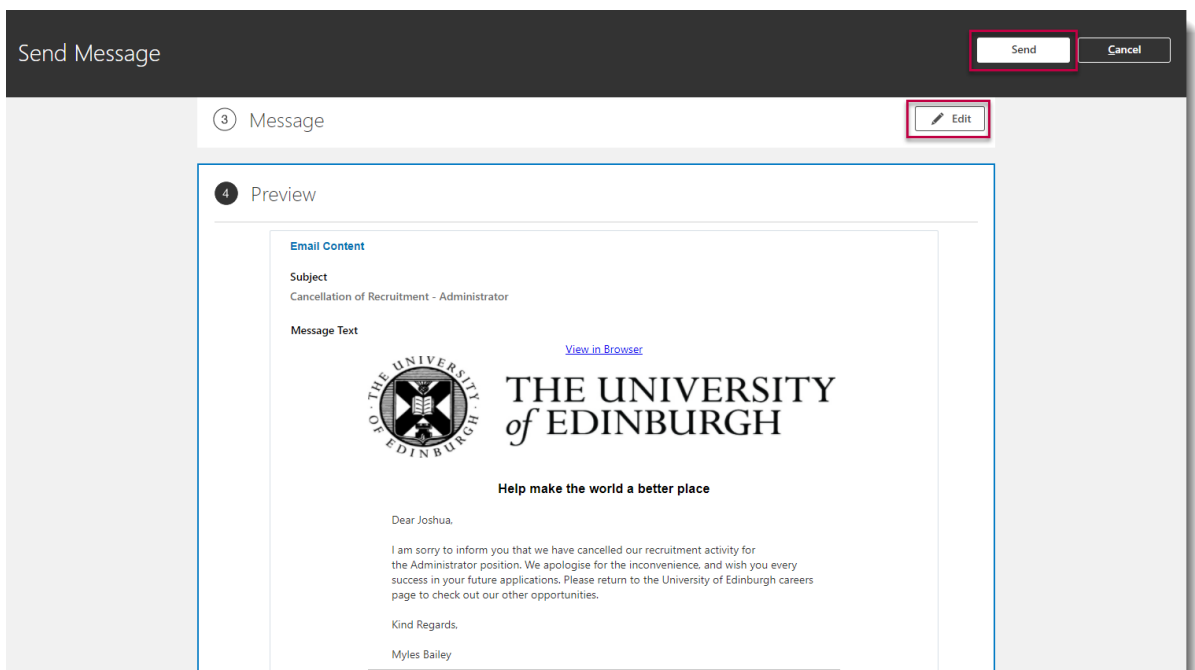 Send Message
Send
Cancel
3 Message
Edit
4 Preview
Email Content
Subject
Cancellation of Recruitment - Administrator
Message Text
View in Browser
THE UNIVERSITY
of EDINBURGH
THE UNIVERSITY OF EDINBURGH
Help make the world a better place
Dear Joshua,
I am sorry to inform you that we have cancelled our recruitment activity for
the Administrator position. We apologise for the inconvenience, and wish you every
success in your future applications. Please return to the University of Edinburgh careers
page to check out our other opportunities.
Kind Regards,
Myles Bailey